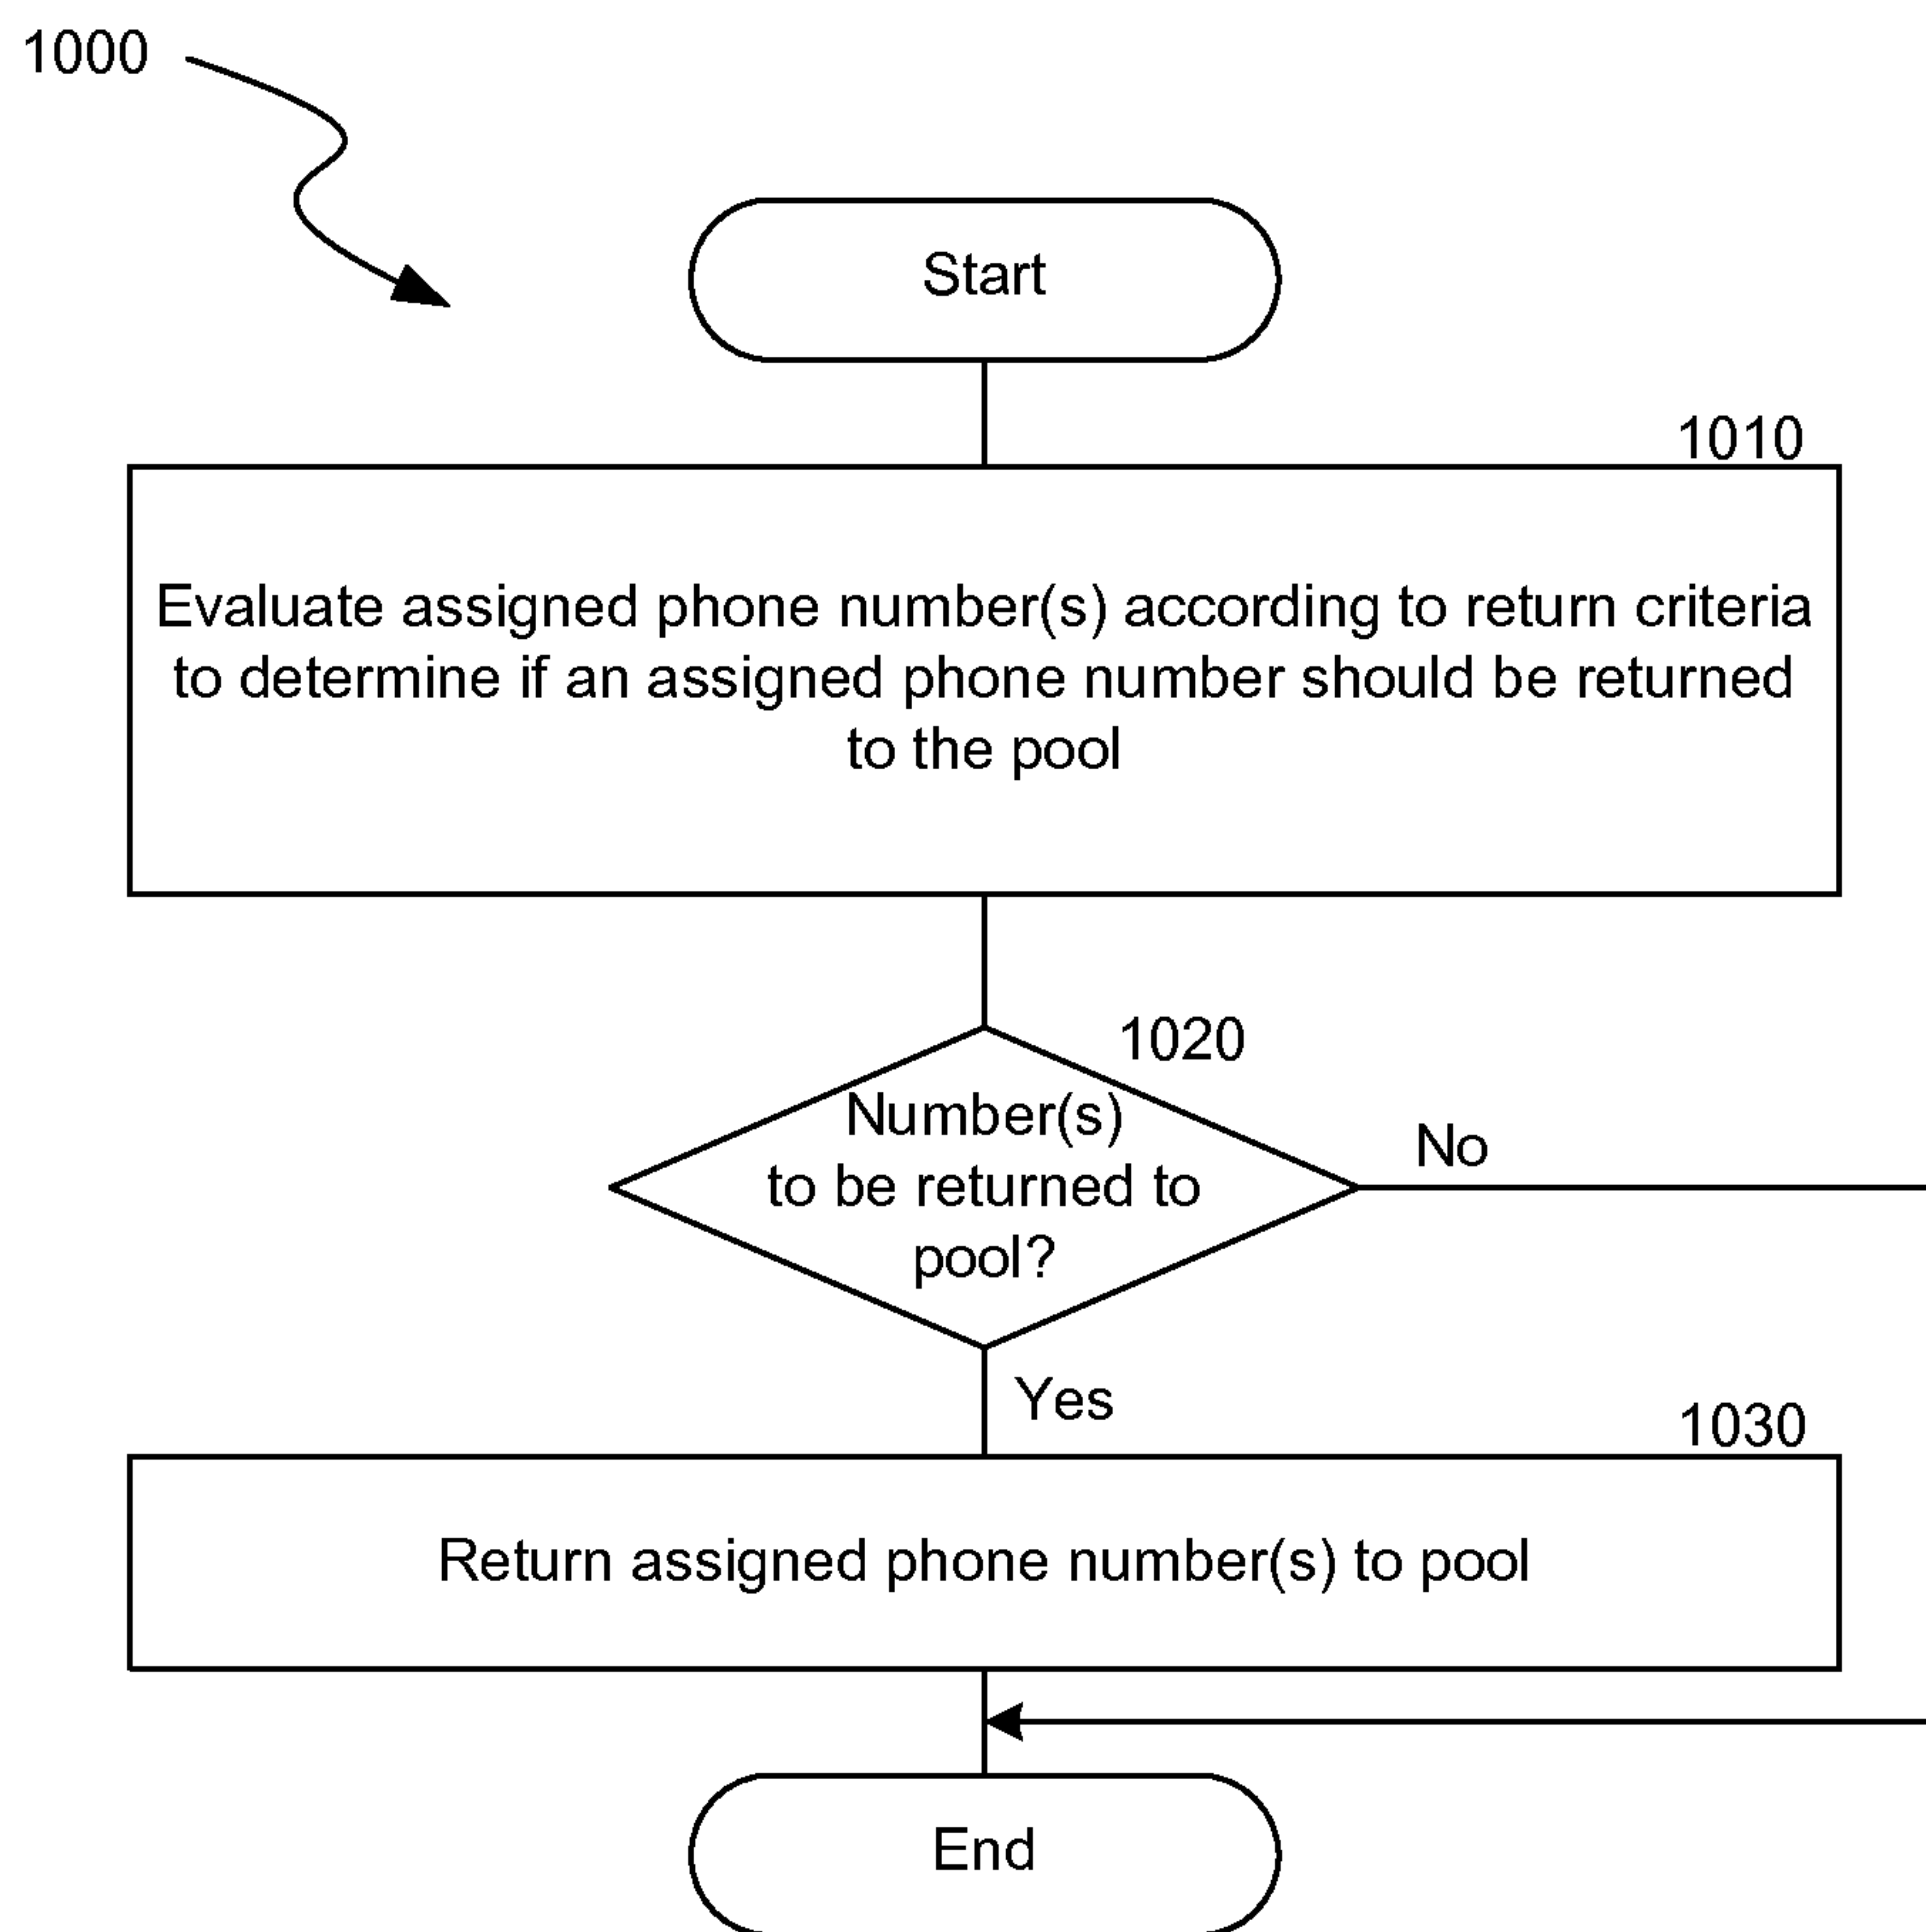 1000
Start
1010
Evaluate assigned phone number(s) according to return criteria
to determine if an assigned phone number should be returned
to the pool
1020
Number(s)
to be returned to
pool?
No
Yes
1030
Return assigned phone number(s) to pool
End